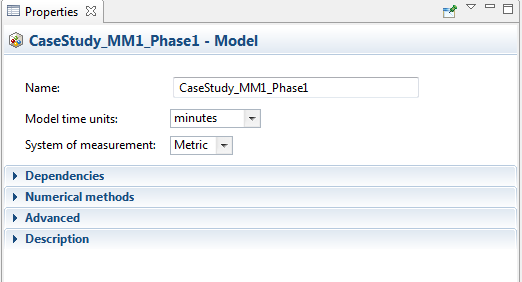 Properties
CaseStudy_MM1_Phase1 - Model
Name: CaseStudy_MM1_Phase1
Model time units: minutes
System of measurement: Metric
Dependencies
Numerical methods
Advanced
Description